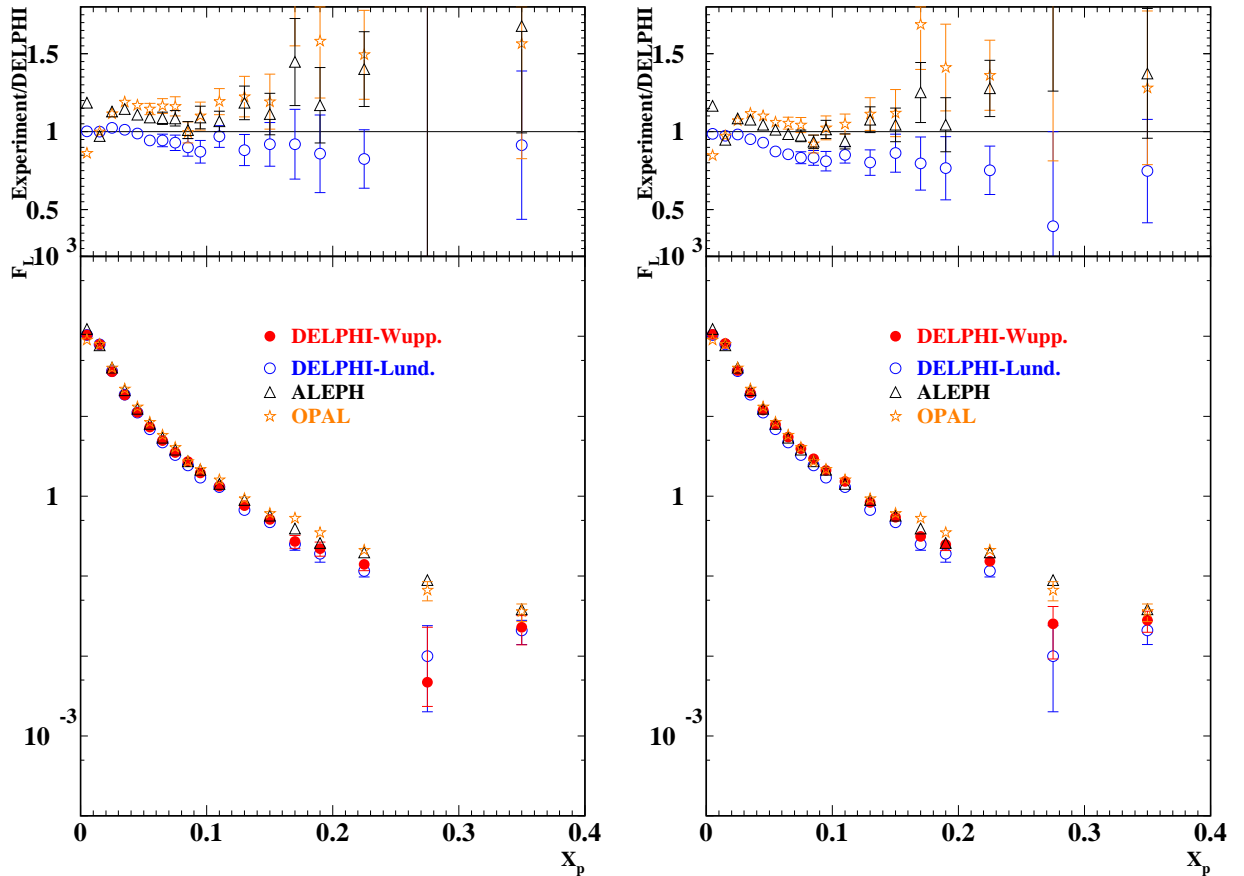 Experiment/DELPHI
1.5
1
0.5
10 3
F_L
DELPHI-Wupp.
DELPHI-Lund.
ALEPH
OPAL
1
10 -3
0 0.1 0.2 0.3 0.4
X_p
Experiment/DELPHI
1.5
1
0.5
10 3
F_L
DELPHI-Wupp.
DELPHI-Lund.
ALEPH
OPAL
1
10 -3
0 0.1 0.2 0.3 0.4
X_p